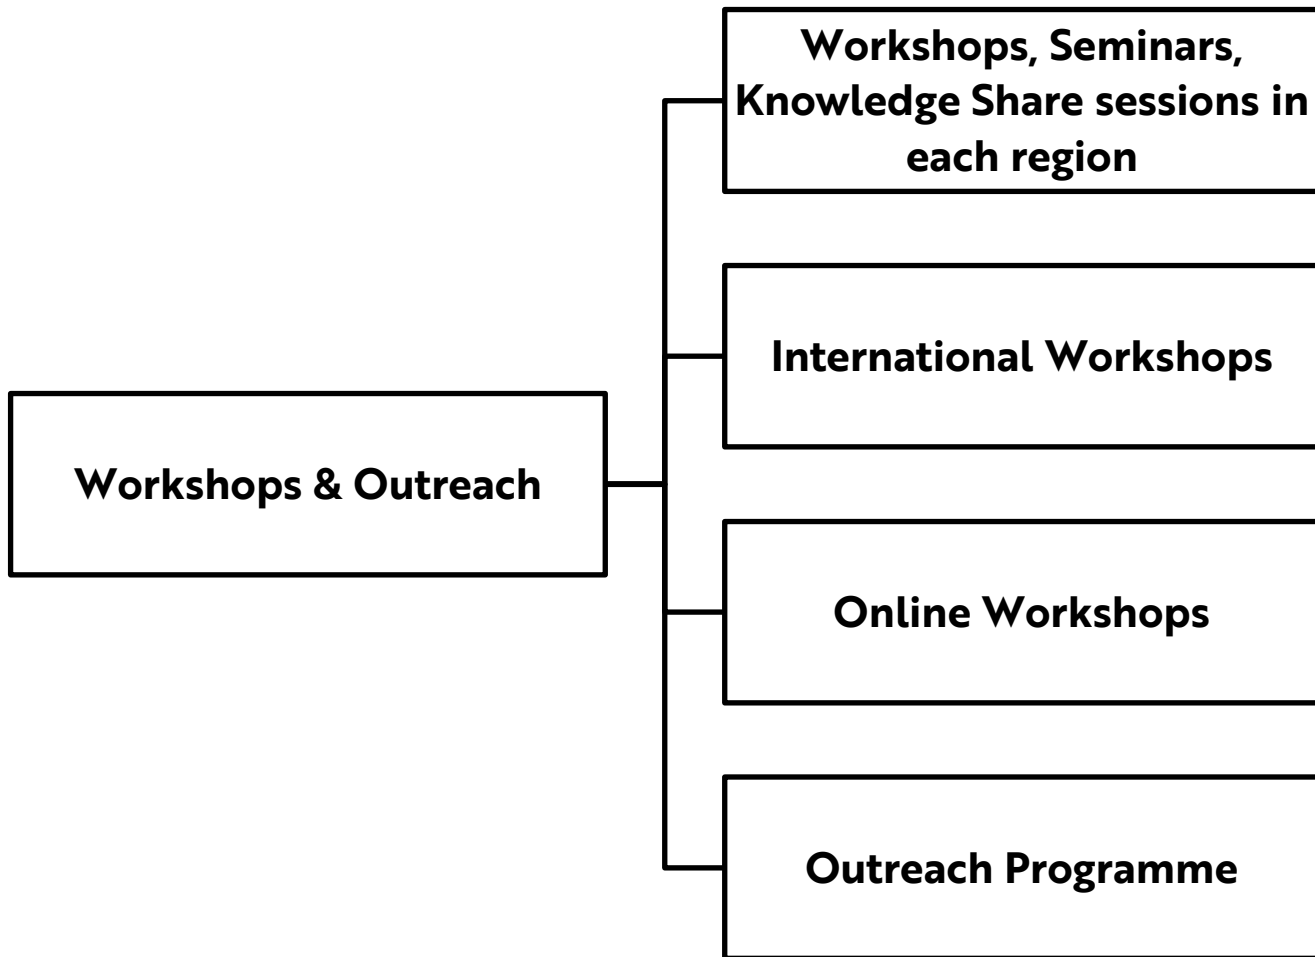 Workshops, Seminars,
Knowledge Share sessions in
each region
International Workshops
Workshops & Outreach
Online Workshops
Outreach Programme